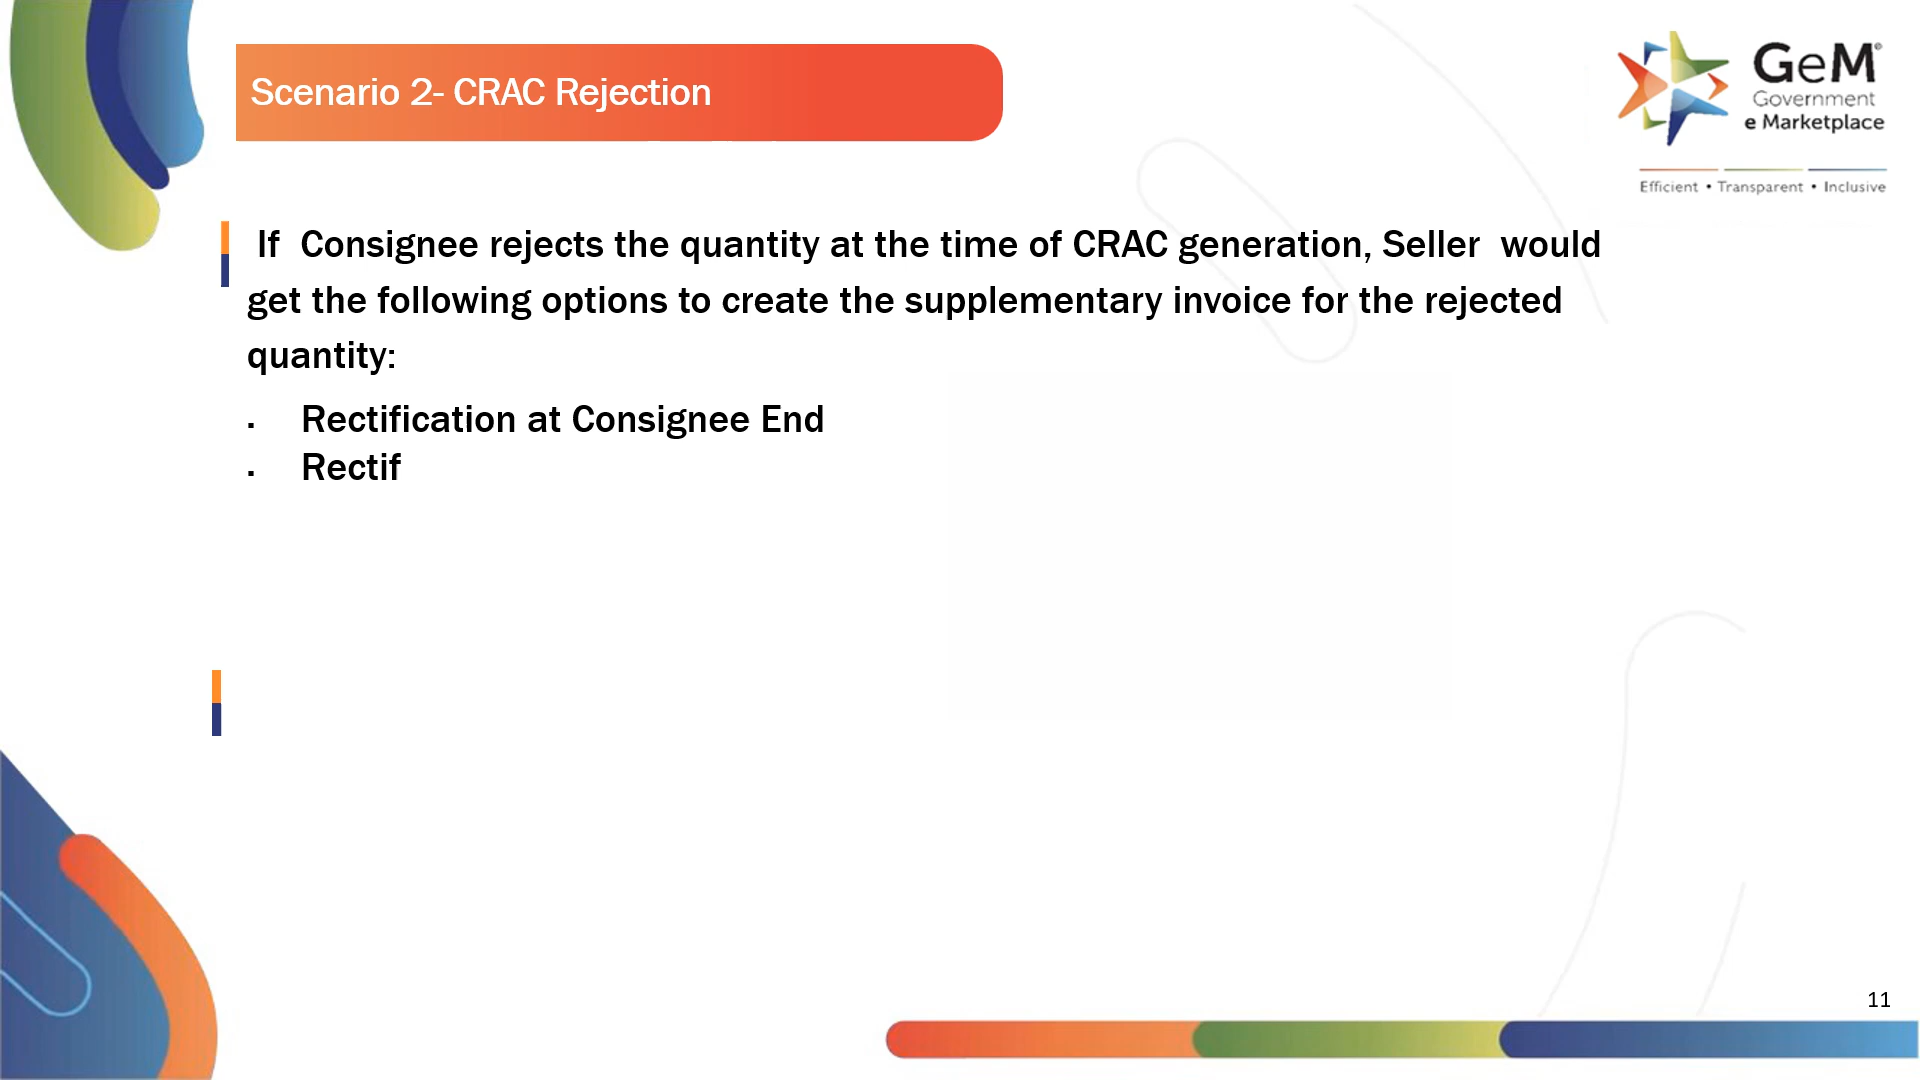 Scenario 2- CRAC Rejection
GeM®
Government
e Marketplace
Efficient • Transparent • Inclusive
If Consignee rejects the quantity at the time of CRAC generation, Seller would
get the following options to create the supplementary invoice for the rejected
quantity:
▪ Rectification at Consignee End
▪ Rectif
11